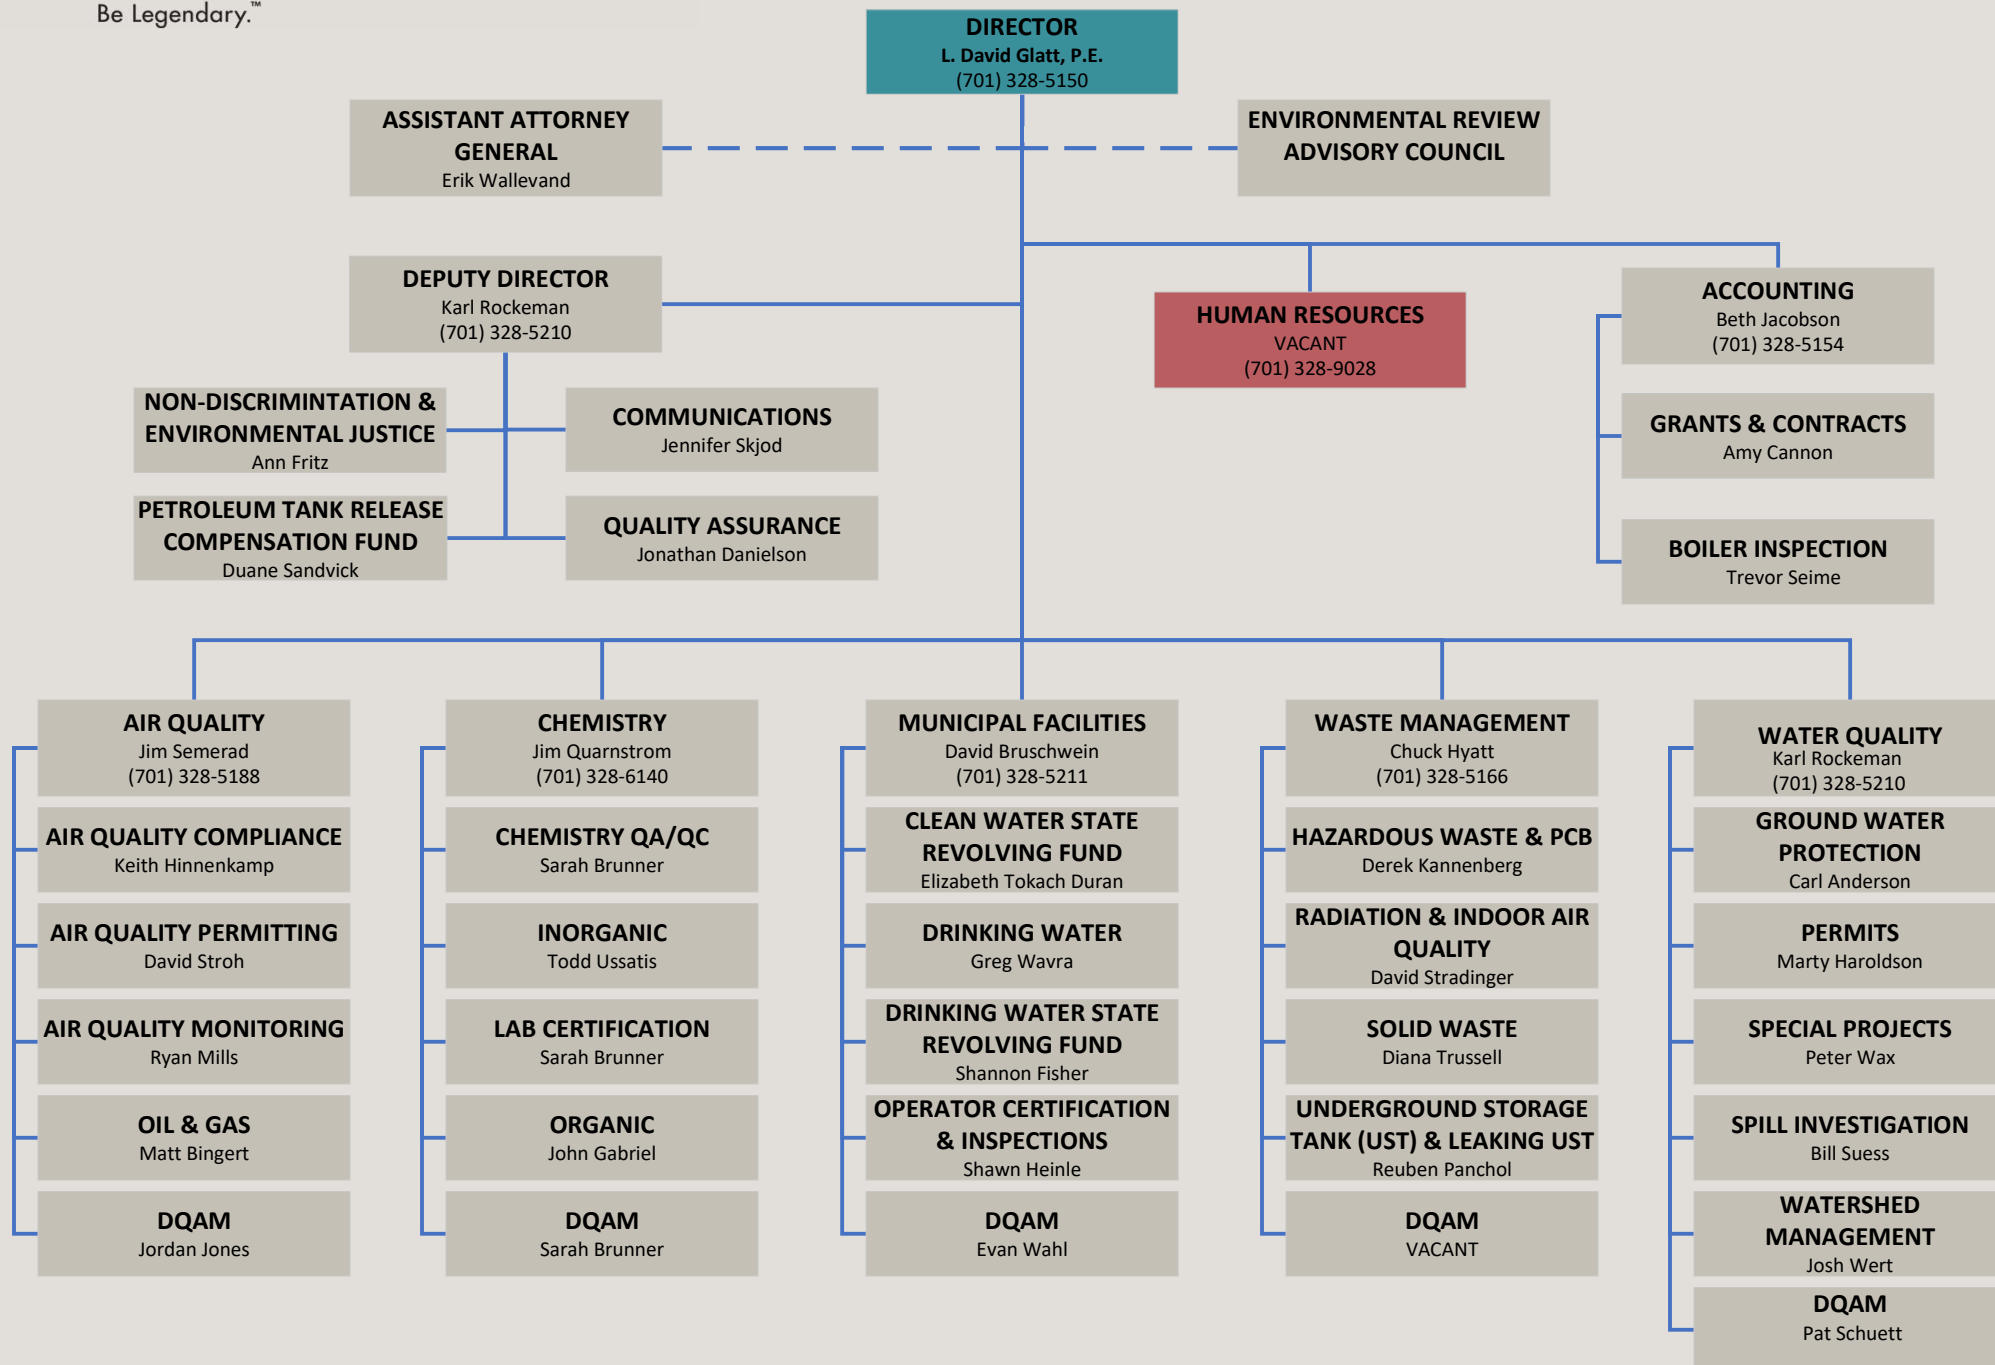 Be Legendary.™
DIRECTOR
L. David Glatt, P.E.
(701) 328-5150
ASSISTANT ATTORNEY
GENERAL
Erik Wallevand
ENVIRONMENTAL REVIEW
ADVISORY COUNCIL
DEPUTY DIRECTOR
Karl Rockeman
(701) 328-5210
HUMAN RESOURCES
VACANT
(701) 328-9028
ACCOUNTING
Beth Jacobson
(701) 328-5154
NON-DISCRIMINTATION &
ENVIRONMENTAL JUSTICE
Ann Fritz
COMMUNICATIONS
Jennifer Skjod
GRANTS & CONTRACTS
Amy Cannon
PETROLEUM TANK RELEASE
COMPENSATION FUND
Duane Sandvick
QUALITY ASSURANCE
Jonathan Danielson
BOILER INSPECTION
Trevor Seime
AIR QUALITY
Jim Semerad
(701) 328-5188
AIR QUALITY COMPLIANCE
Keith Hinnenkamp
AIR QUALITY PERMITTING
David Stroh
AIR QUALITY MONITORING
Ryan Mills
OIL & GAS
Matt Bingert
DQAM
Jordan Jones
CHEMISTRY
Jim Quarnstrom
(701) 328-6140
CHEMISTRY QA/QC
Sarah Brunner
INORGANIC
Todd Ussatis
LAB CERTIFICATION
Sarah Brunner
ORGANIC
John Gabriel
DQAM
Sarah Brunner
MUNICIPAL FACILITIES
David Bruschwein
(701) 328-5211
CLEAN WATER STATE
REVOLVING FUND
Elizabeth Tokach Duran
DRINKING WATER
Greg Wavra
DRINKING WATER STATE
REVOLVING FUND
Shannon Fisher
OPERATOR CERTIFICATION
& INSPECTIONS
Shawn Heinle
DQAM
Evan Wahl
WASTE MANAGEMENT
Chuck Hyatt
(701) 328-5166
HAZARDOUS WASTE & PCB
Derek Kannenberg
RADIATION & INDOOR AIR
QUALITY
David Stradinger
SOLID WASTE
Diana Trussell
UNDERGROUND STORAGE
TANK (UST) & LEAKING UST
Reuben Panchol
DQAM
VACANT
WATER QUALITY
Karl Rockeman
(701) 328-5210
GROUND WATER
PROTECTION
Carl Anderson
PERMITS
Marty Haroldson
SPECIAL PROJECTS
Peter Wax
SPILL INVESTIGATION
Bill Suess
WATERSHED
MANAGEMENT
Josh Wert
DQAM
Pat Schuett